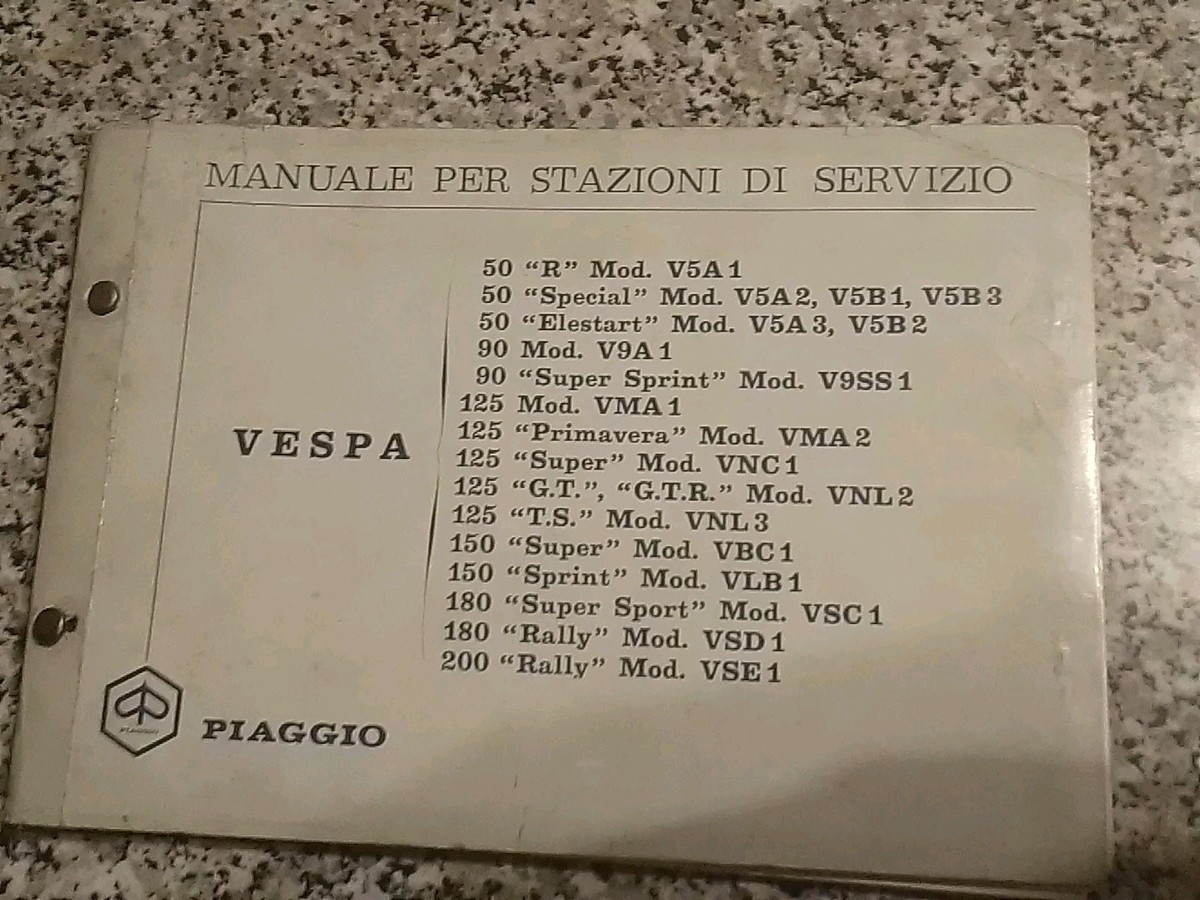 MANUALE PER STAZIONI DI SERVIZIO
VESPA
50 “R” Mod. V5A1
50 “Special” Mod. V5A2, V5B1, V5B3
50 “Elestart” Mod. V5A3, V5B2
90 Mod. V9A1
90 “Super Sprint” Mod. V9SS1
125 Mod. VMA1
125 “Primavera” Mod. VMA2
125 “Super” Mod. VNC1
125 “G.T.”, “G.T.R.” Mod. VNL2
125 “T.S.” Mod. VNL3
150 “Super” Mod. VBC1
150 “Sprint” Mod. VLB1
180 “Super Sport” Mod. VSC1
180 “Rally” Mod. VSD1
200 “Rally” Mod. VSE1
PIAGGIO
PIAGGIO